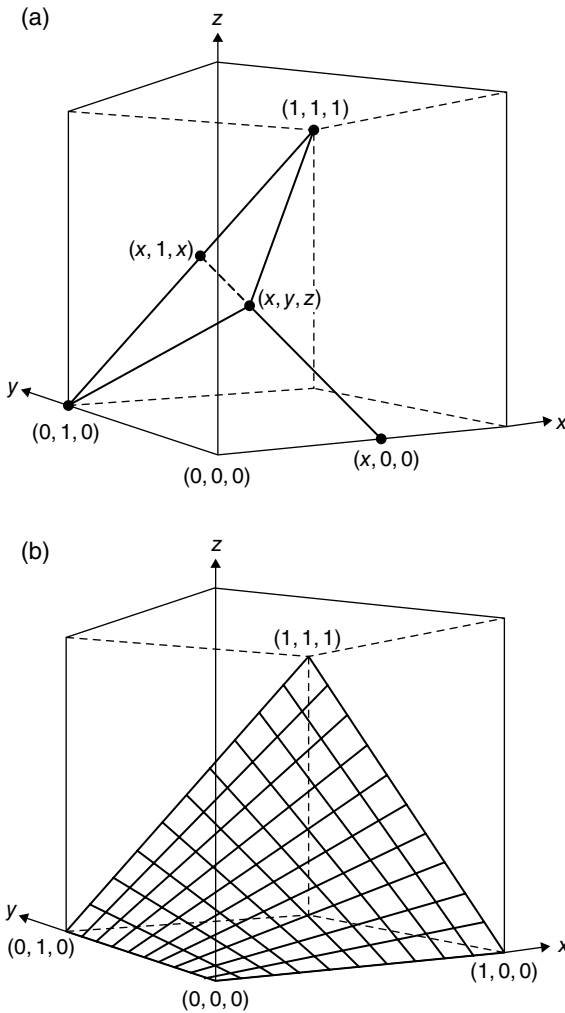 (a)
z
(1, 1, 1)
(x, 1, x)
(x, y, z)
y
(0, 1, 0)
x
(x, 0, 0)
(0, 0, 0)
(b)
z
(1, 1, 1)
y
(0, 1, 0)
x
(1, 0, 0)
(0, 0, 0)